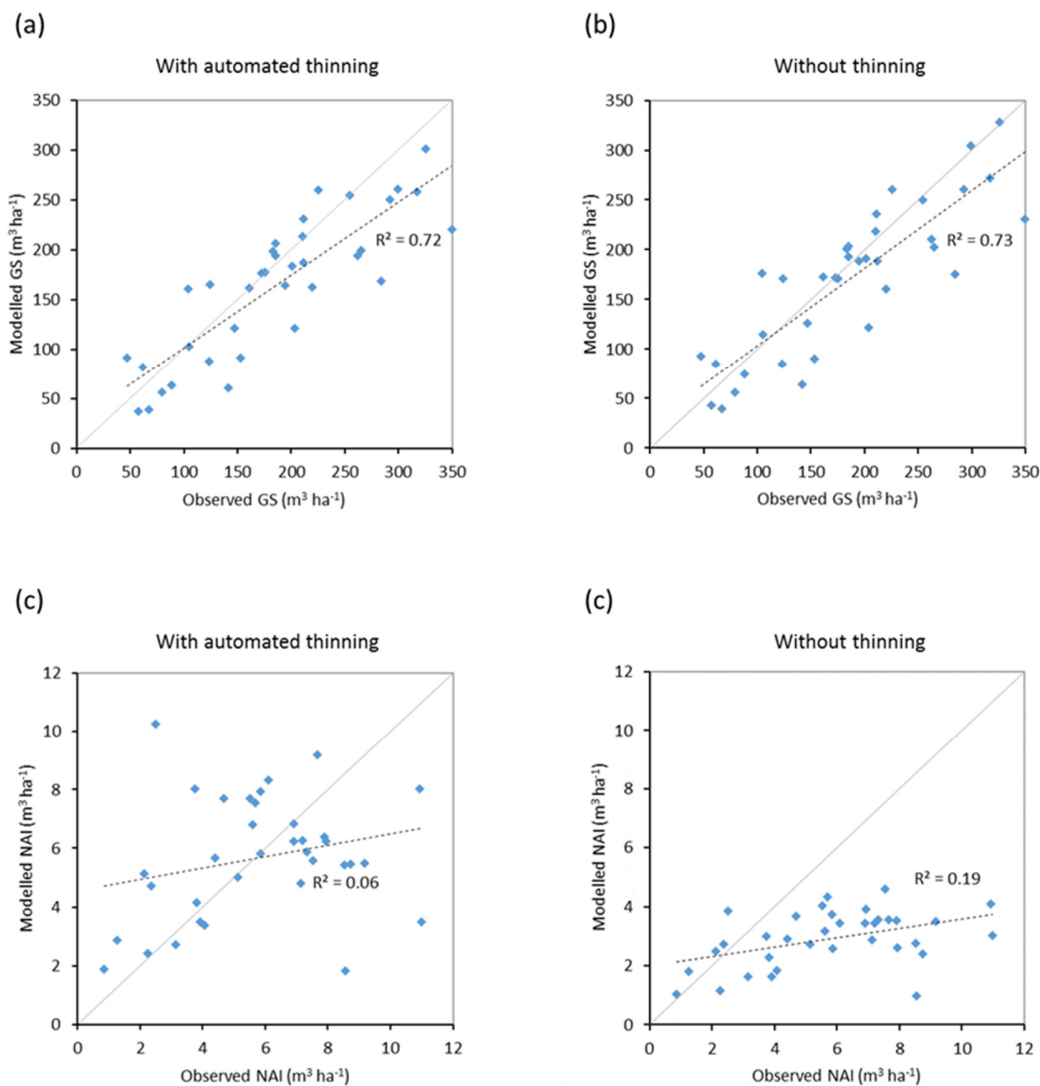 (a)
With automated thinning
350
300
250
200
150
100
50
0
Modelled GS (m³ ha⁻¹)
R² = 0.72
0 50 100 150 200 250 300 350
Observed GS (m³ ha⁻¹)
(b)
Without thinning
350
300
250
200
150
100
50
0
Modelled GS (m³ ha⁻¹)
R² = 0.73
0 50 100 150 200 250 300 350
Observed GS (m³ ha⁻¹)
(c)
With automated thinning
12
10
8
6
4
2
0
Modelled NAI (m³ ha⁻¹)
R² = 0.06
0 2 4 6 8 10 12
Observed NAI (m³ ha⁻¹)
(c)
Without thinning
12
10
8
6
4
2
0
Modelled NAI (m³ ha⁻¹)
R² = 0.19
0 2 4 6 8 10 12
Observed NAI (m³ ha⁻¹)